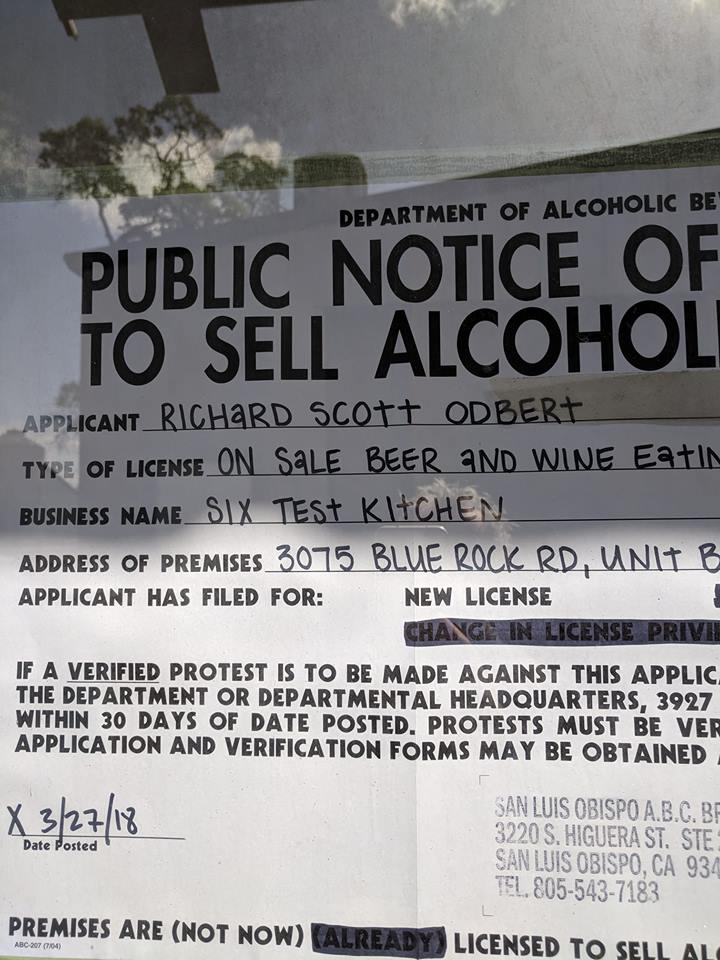 DEPARTMENT OF ALCOHOLIC BE
PUBLIC NOTICE OF
TO SELL ALCOHOL
APPLICANT RICHARD SCOTT ODBERT
TYPE OF LICENSE ON SALE BEER AND WINE EATIN
BUSINESS NAME SIX TEST KITCHEN
ADDRESS OF PREMISES 3075 BLUE ROCK RD, UNIT B
APPLICANT HAS FILED FOR: NEW LICENSE
CHANGE IN LICENSE PRIVILE
IF A VERIFIED PROTEST IS TO BE MADE AGAINST THIS APPLICA
THE DEPARTMENT OR DEPARTMENTAL HEADQUARTERS, 3927
WITHIN 30 DAYS OF DATE POSTED. PROTESTS MUST BE VER
APPLICATION AND VERIFICATION FORMS MAY BE OBTAINED A
SAN LUIS OBISPO A.B.C.
3220 S. HIGUERA ST. STE
SAN LUIS OBISPO, CA 934
TEL. 805-543-7183
X 3/27/18
Date Posted
PREMISES ARE (NOT NOW) (ALREADY) LICENSED TO SELL ALC
ABC-207 (7/04)